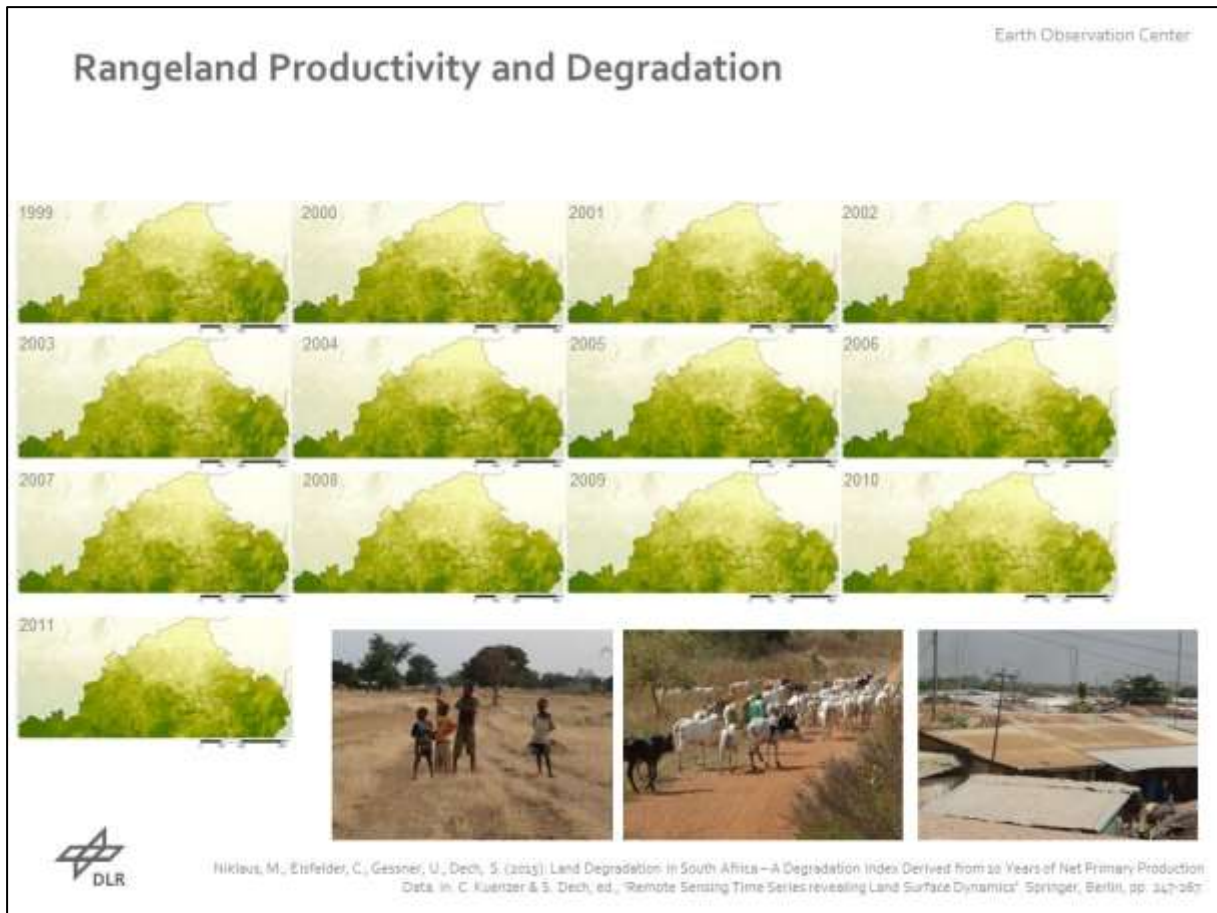 Earth Observation Center
Rangeland Productivity and Degradation
1999
2000
2001
2002
2003
2004
2005
2006
2007
2008
2009
2010
2011
DLR
Niklaus, M., Eisfelder, C., Gessner, U., Dech, S. (2015): Land Degradation in South Africa – A Degradation Index Derived from 10 Years of Net Primary Production
Data. in: C. Kuenzer & S. Dech, ed., "Remote Sensing Time Series revealing Land Surface Dynamics". Springer, Berlin, pp. 247-267.